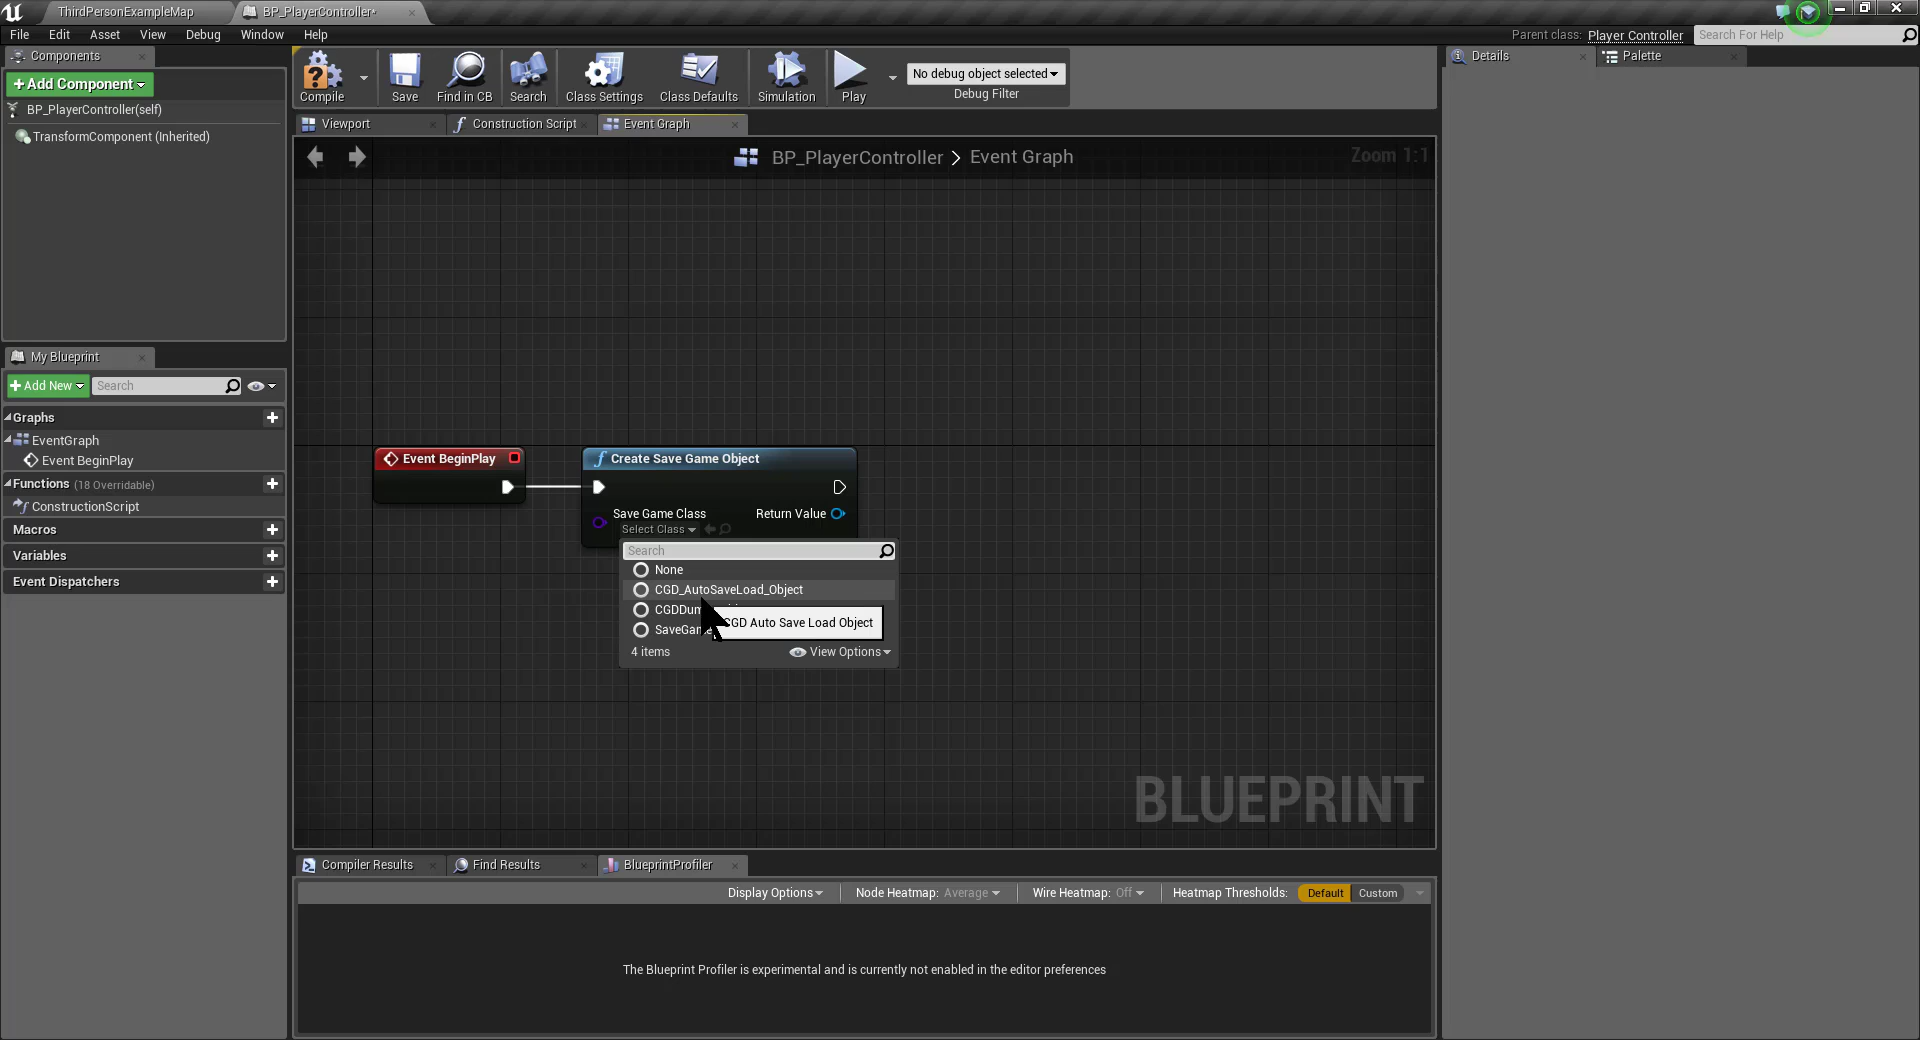 ThirdPersonExampleMap
BP_PlayerController*
File Edit Asset View Debug Window Help
Parent class: Player Controller
Search For Help
Components
+Add Component
BP_PlayerController(self)
TransformComponent (Inherited)
Compile
Save
Find in CB
Search
Class Settings
Class Defaults
Simulation
Play
No debug object selected
Debug Filter
Details
Palette
Viewport
Construction Script
Event Graph
BP_PlayerController > Event Graph
Zoom 1:1
My Blueprint
+Add New
Search
Graphs
EventGraph
Event BeginPlay
Functions (18 Overridable)
ConstructionScript
Macros
Variables
Event Dispatchers
Event BeginPlay
Create Save Game Object
Save Game Class
Select Class
Return Value
Search
None
CGD_AutoSaveLoad_Object
CGD Auto Save Load Object
4 items
View Options
BLUEPRINT
Compiler Results
Find Results
BlueprintProfiler
Display Options
Node Heatmap: Average
Wire Heatmap: Off
Heatmap Thresholds: Default Custom
The Blueprint Profiler is experimental and is currently not enabled in the editor preferences